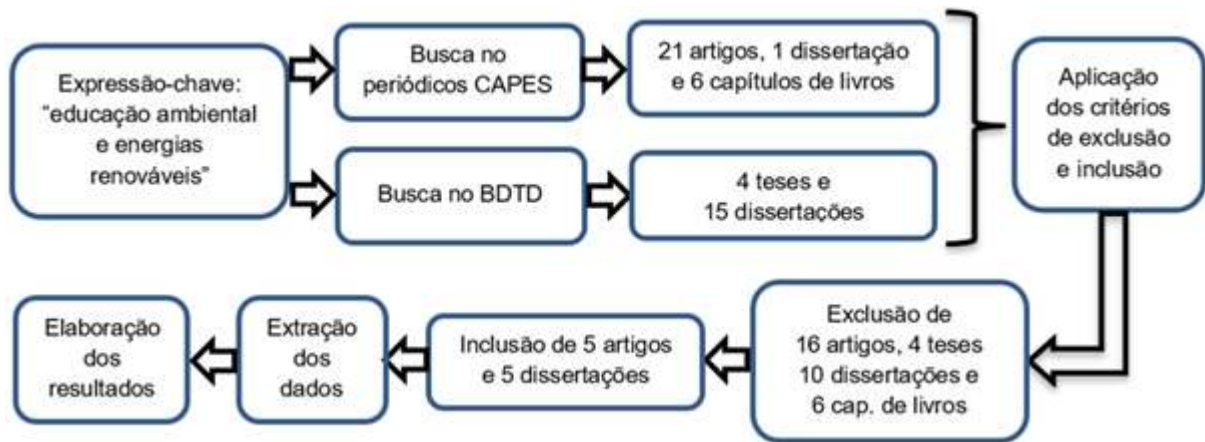 Expressão-chave:
“educação ambiental
e energias
renováveis”
Busca no
periódicos CAPES
21 artigos, 1 dissertação
e 6 capítulos de livros
Busca no BDTD
4 teses e
15 dissertações
Aplicação
dos critérios
de exclusão
e inclusão
Exclusão de
16 artigos, 4 teses
10 dissertações e
6 cap. de livros
Inclusão de 5 artigos
e 5 dissertações
Extração
dos
dados
Elaboração
dos
resultados